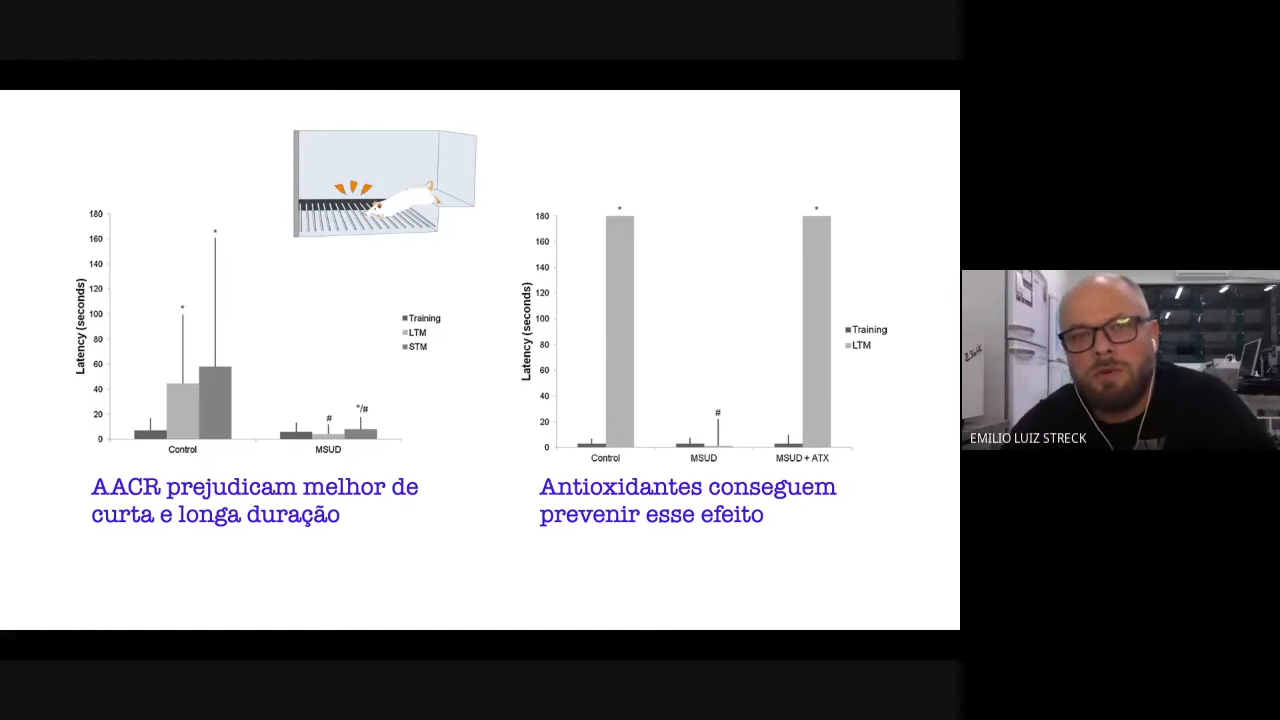 180
160
140
120
100
80
60
40
20
0
Latency (seconds)
*
*
#
*/#
Control
MSUD
Training
LTM
STM
AACR prejudicam melhor de
curta e longa duração
180
160
140
120
100
80
60
40
20
0
Latency (seconds)
*
#
*
Control
MSUD
MSUD + ATX
Training
LTM
Antioxidantes conseguem
prevenir esse efeito
EMILIO LUIZ STRECK